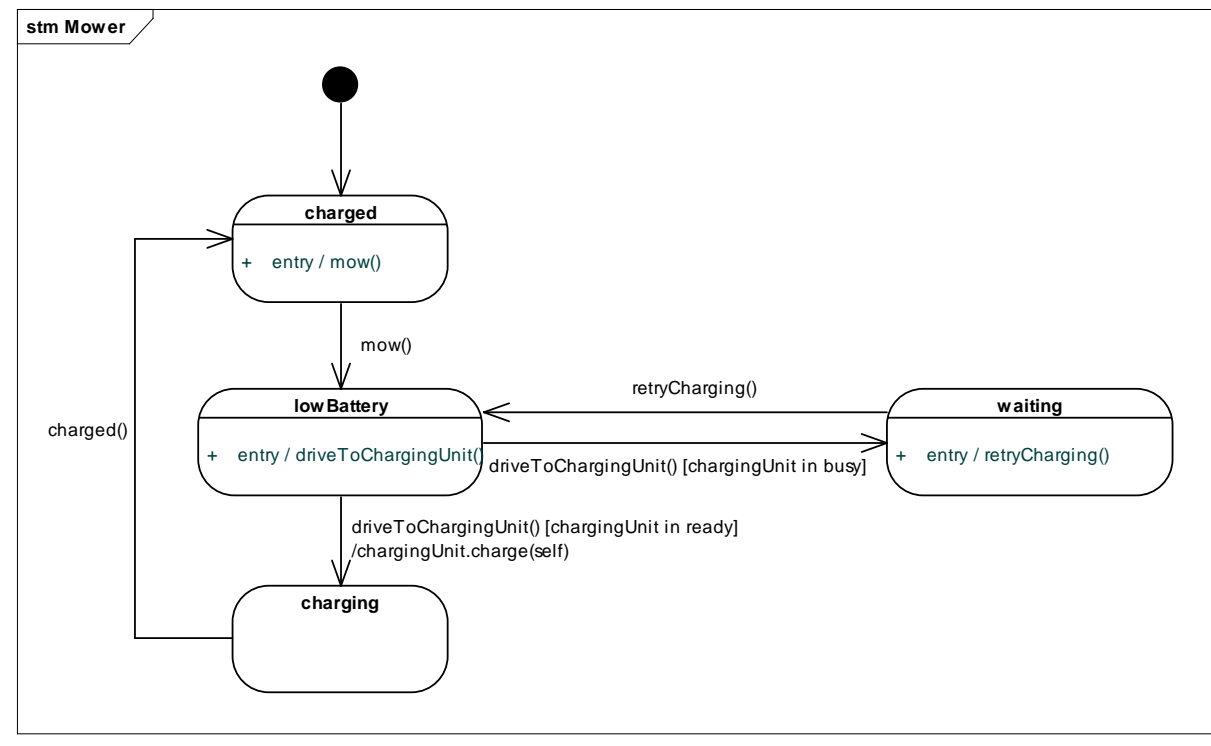 stm Mower
charged
+ entry / mow()
mow()
retryCharging()
lowBattery
waiting
charged()
+ entry / driveToChargingUnit()
driveToChargingUnit() [chargingUnit in busy]
+ entry / retryCharging()
driveToChargingUnit() [chargingUnit in ready]
/chargingUnit.charge(self)
charging